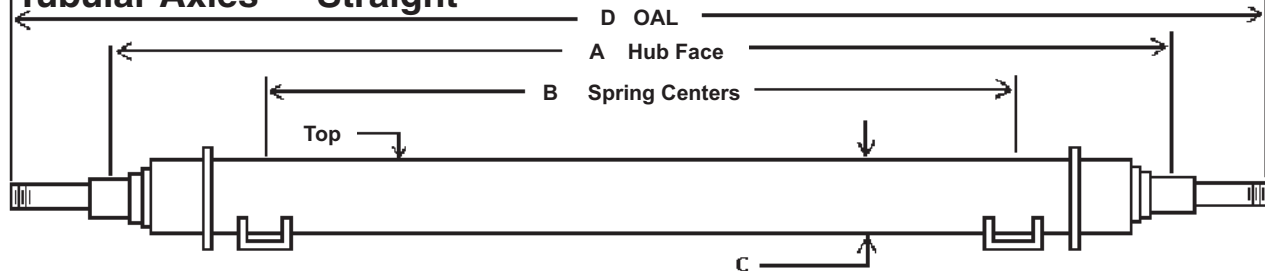 Tubular Axles Straight
D OAL
A Hub Face
B Spring Centers
Top
C